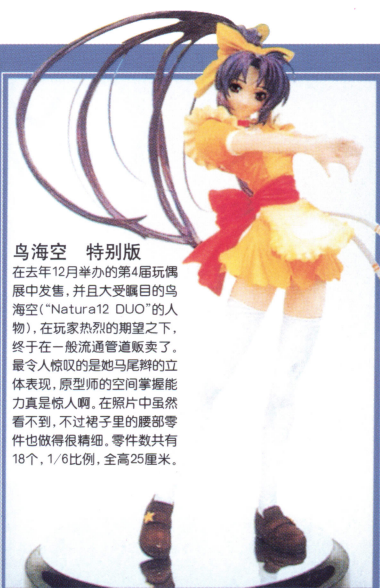 鸟海空 特别版
在去年12月举办的第4届玩偶
展中发售，并且大受瞩目的鸟
海空（“Natura12 DUO”的人
物），在玩家热烈的期望之下，
终于在一般流通管道贩卖了。
最令人惊叹的是她马尾辫的立
体表现，原型师的空间掌握能
力真是惊人啊。在照片中虽然
看不到，不过裙子里的腰部零
件也做得很精细。零件数共有
18个，1/6比例，全高25厘米。